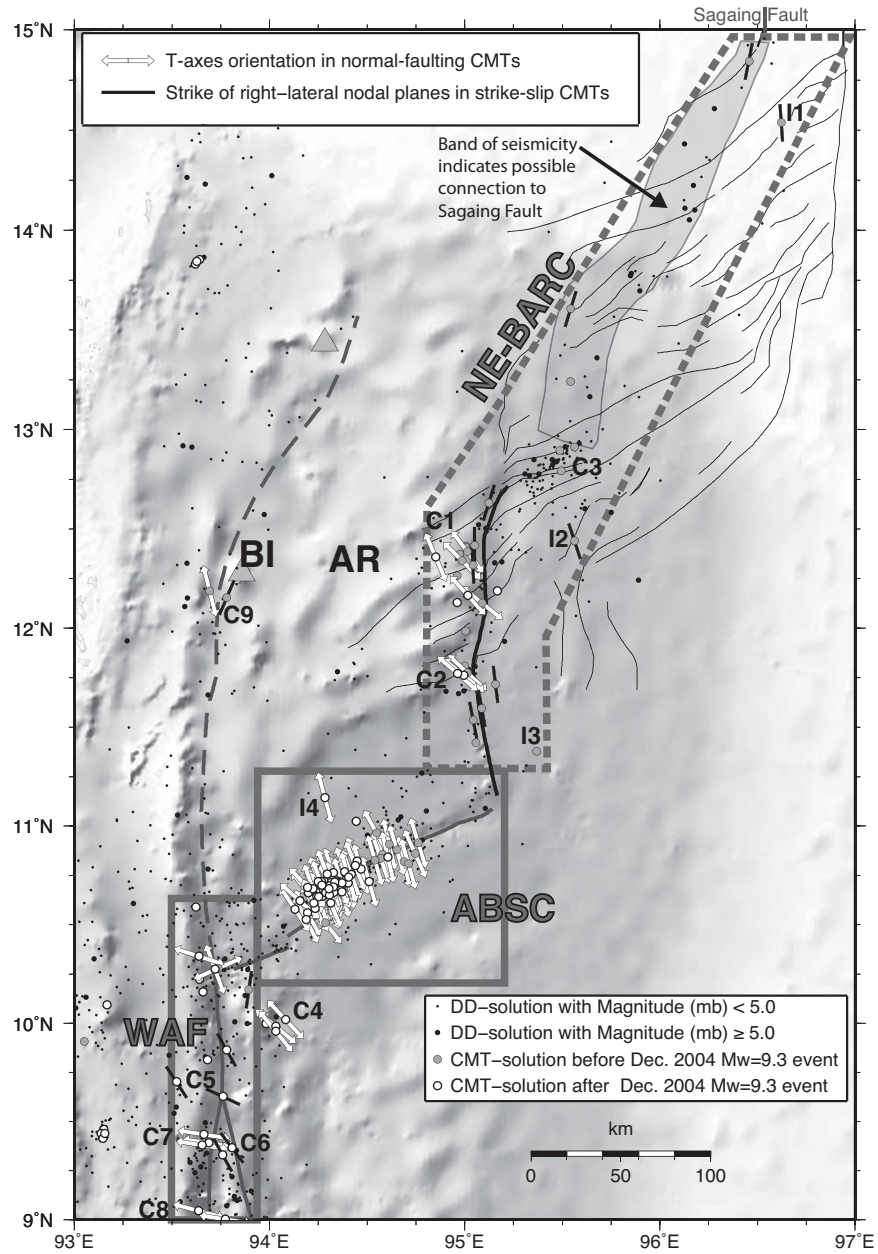 Sagaing Fault
15°N
T-axes orientation in normal-faulting CMTs
Strike of right-lateral nodal planes in strike-slip CMTs
I1
Band of seismicity
indicates possible
connection to
Sagaing Fault
14°N
NE-BARC
13°N
C3
C1
I2
BI
AR
C9
12°N
C2
I3
I4
11°N
ABSC
C4
10°N
WAF
C5
C7
C6
C8
9°N
DD-solution with Magnitude (mb) < 5.0
DD-solution with Magnitude (mb) ≥ 5.0
CMT-solution before Dec. 2004 Mw=9.3 event
CMT-solution after Dec. 2004 Mw=9.3 event
km
0 50 100
93°E 94°E 95°E 96°E 97°E